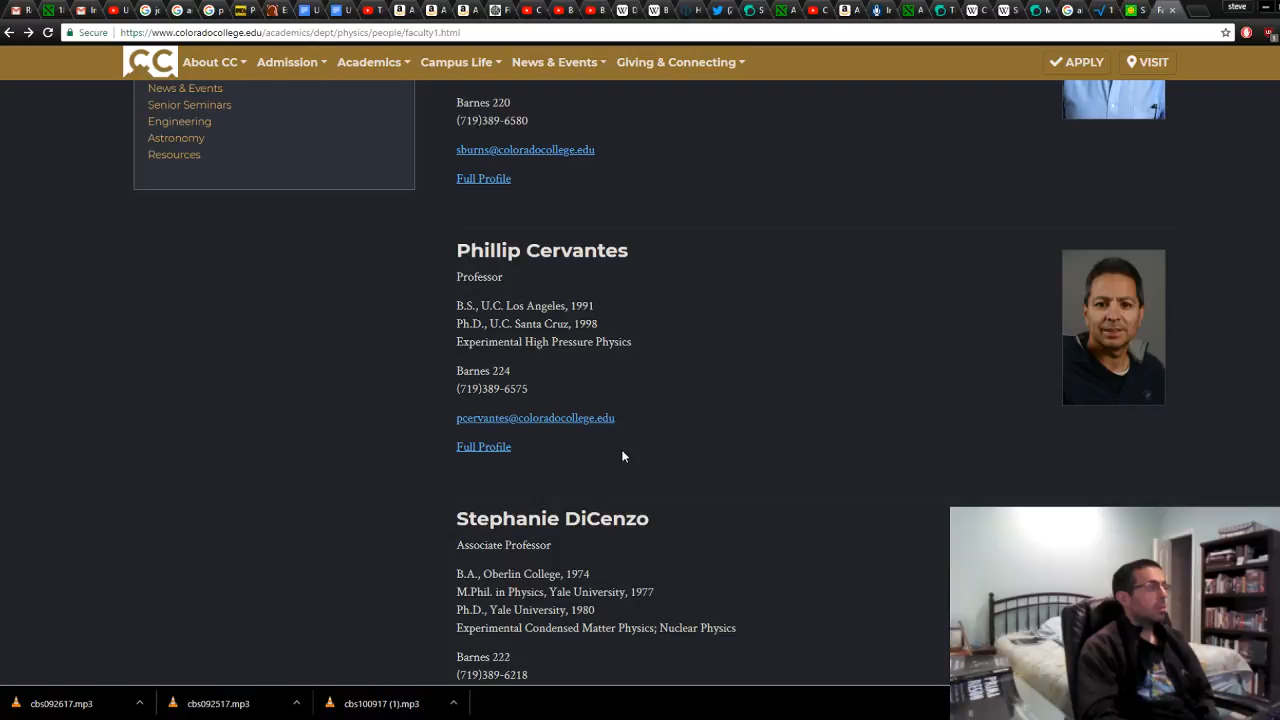 steve
Secure
https://www.coloradocollege.edu/academics/dept/physics/people/faculty1.html
CC
About CC
Admission
Academics
Campus Life
News & Events
Giving & Connecting
APPLY
VISIT
News & Events
Senior Seminars
Engineering
Astronomy
Resources
Barnes 220
(719)389-6580
sburns@coloradocollege.edu
Full Profile
Phillip Cervantes
Professor
B.S., U.C. Los Angeles, 1991
Ph.D., U.C. Santa Cruz, 1998
Experimental High Pressure Physics
Barnes 224
(719)389-6575
pcervantes@coloradocollege.edu
Full Profile
Stephanie DiCenzo
Associate Professor
B.A., Oberlin College, 1974
M.Phil. in Physics, Yale University, 1977
Ph.D., Yale University, 1980
Experimental Condensed Matter Physics; Nuclear Physics
Barnes 222
(719)389-6218
cbs092617.mp3
cbs092517.mp3
cbs100917 (1).mp3